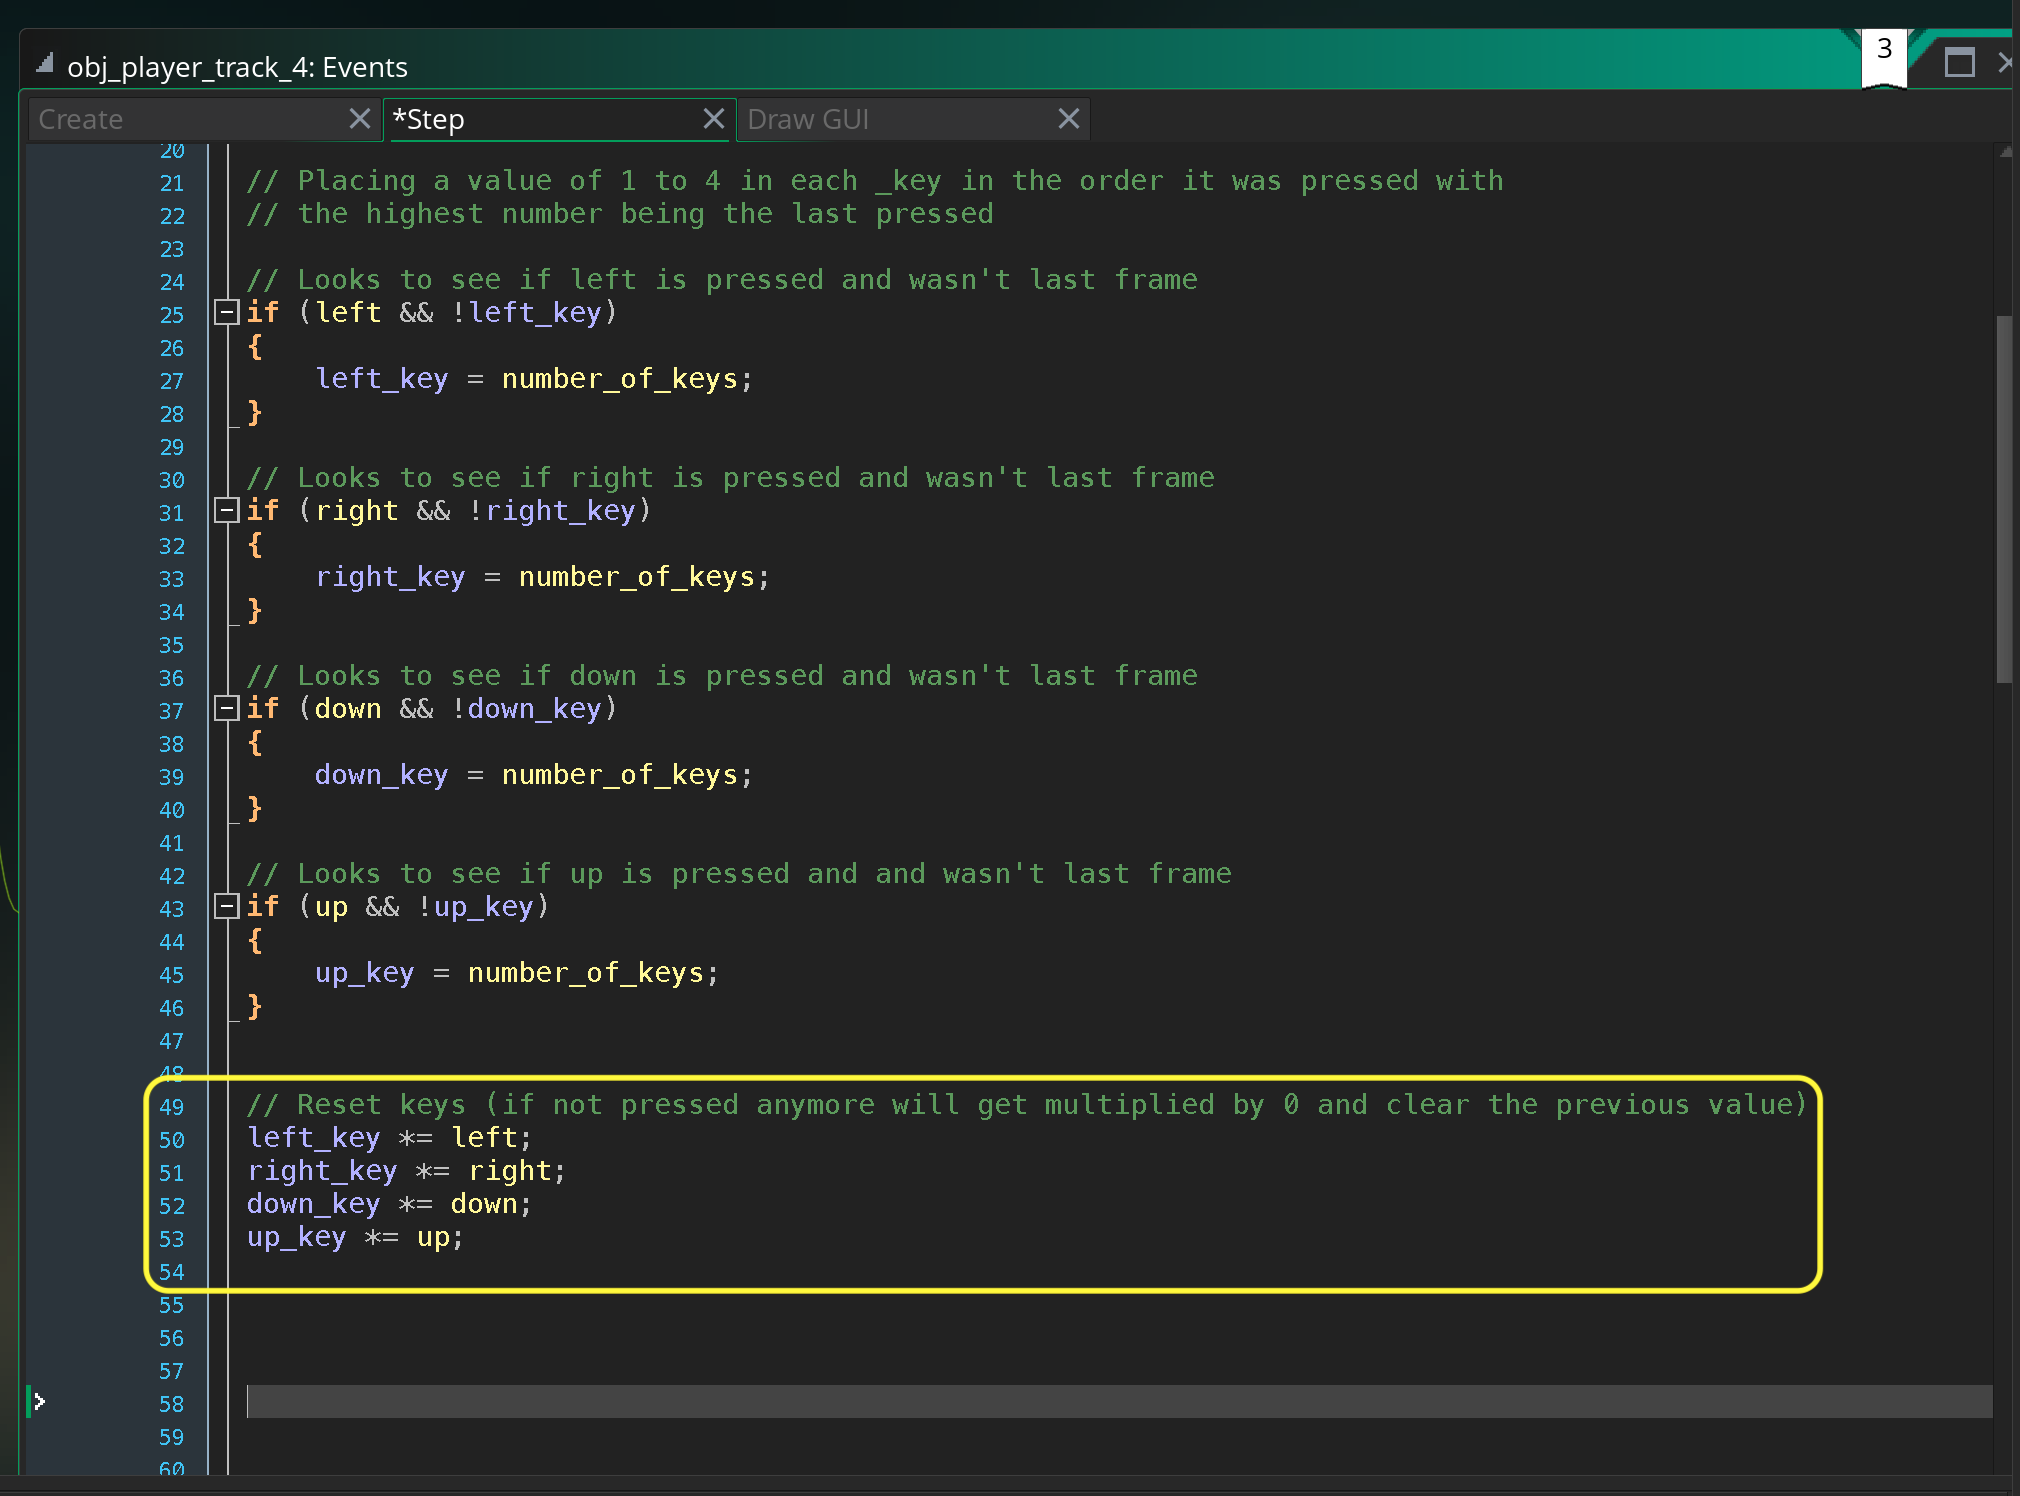 obj_player_track_4: Events
3
Create
*Step
Draw GUI
20
21 // Placing a value of 1 to 4 in each _key in the order it was pressed with
22 // the highest number being the last pressed
23
24 // Looks to see if left is pressed and wasn't last frame
25 if (left && !left_key)
26 {
27 left_key = number_of_keys;
28 }
29
30 // Looks to see if right is pressed and wasn't last frame
31 if (right && !right_key)
32 {
33 right_key = number_of_keys;
34 }
35
36 // Looks to see if down is pressed and wasn't last frame
37 if (down && !down_key)
38 {
39 down_key = number_of_keys;
40 }
41
42 // Looks to see if up is pressed and and wasn't last frame
43 if (up && !up_key)
44 {
45 up_key = number_of_keys;
46 }
47
48
49 // Reset keys (if not pressed anymore will get multiplied by 0 and clear the previous value)
50 left_key *= left;
51 right_key *= right;
52 down_key *= down;
53 up_key *= up;
54
55
56
57
58
59
60